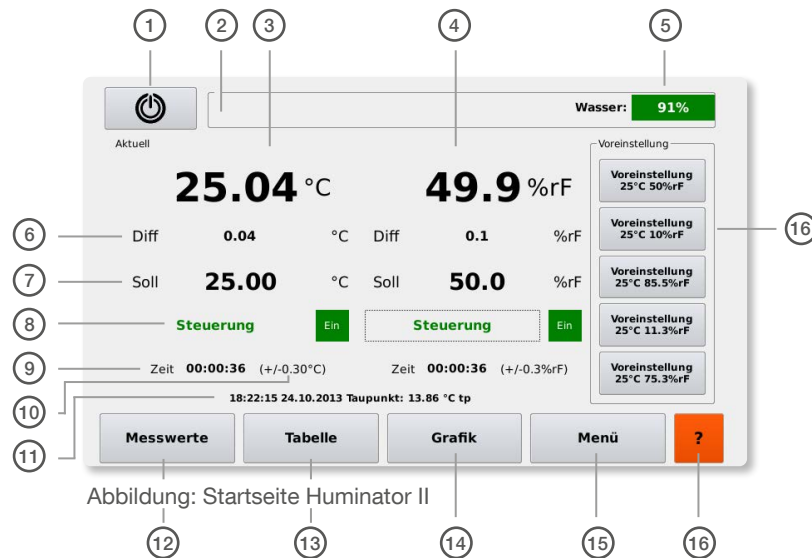 1 2 3 4 5
Wasser: 91%
Aktuell
Voreinstellung
25.04 °C 49.9 %rF
Voreinstellung
25°C 50%rF
Voreinstellung
25°C 10%rF
16
6 Diff 0.04 °C Diff 0.1 %rF
Voreinstellung
25°C 85.5%rF
7 Soll 25.00 °C Soll 50.0 %rF
8 Steuerung Ein Steuerung Ein
Voreinstellung
25°C 11.3%rF
9 Zeit 00:00:36 (+/-0.30°C) Zeit 00:00:36 (+/-0.3%rF)
Voreinstellung
25°C 75.3%rF
10
11 18:22:15 24.10.2013 Taupunkt: 13.86 °C tp
Messwerte Tabelle Grafik Menü ?
Abbildung: Startseite Huminator II
12 13 14 15 16